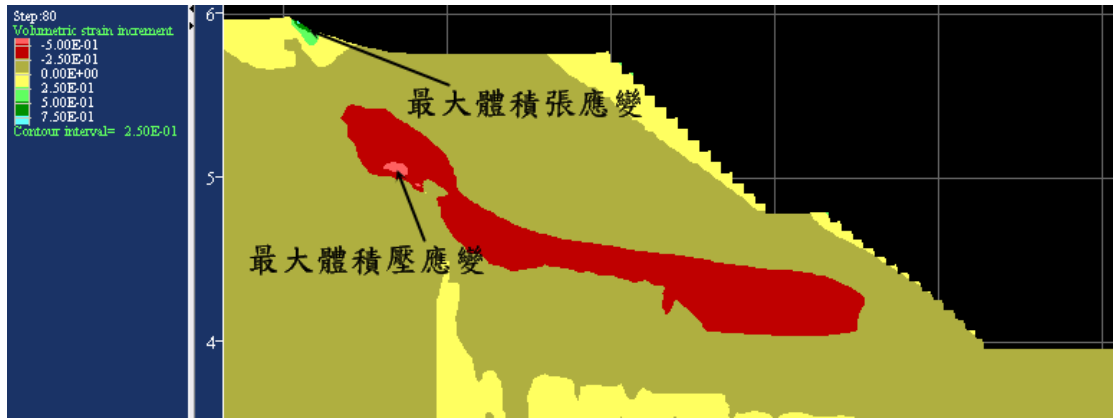 Step:80
Volumetric strain increment
-5.00E-01
-2.50E-01
0.00E+00
2.50E-01
5.00E-01
7.50E-01
Contour interval= 2.50E-01
6
最大體積張應變
5
最大體積壓應變
4